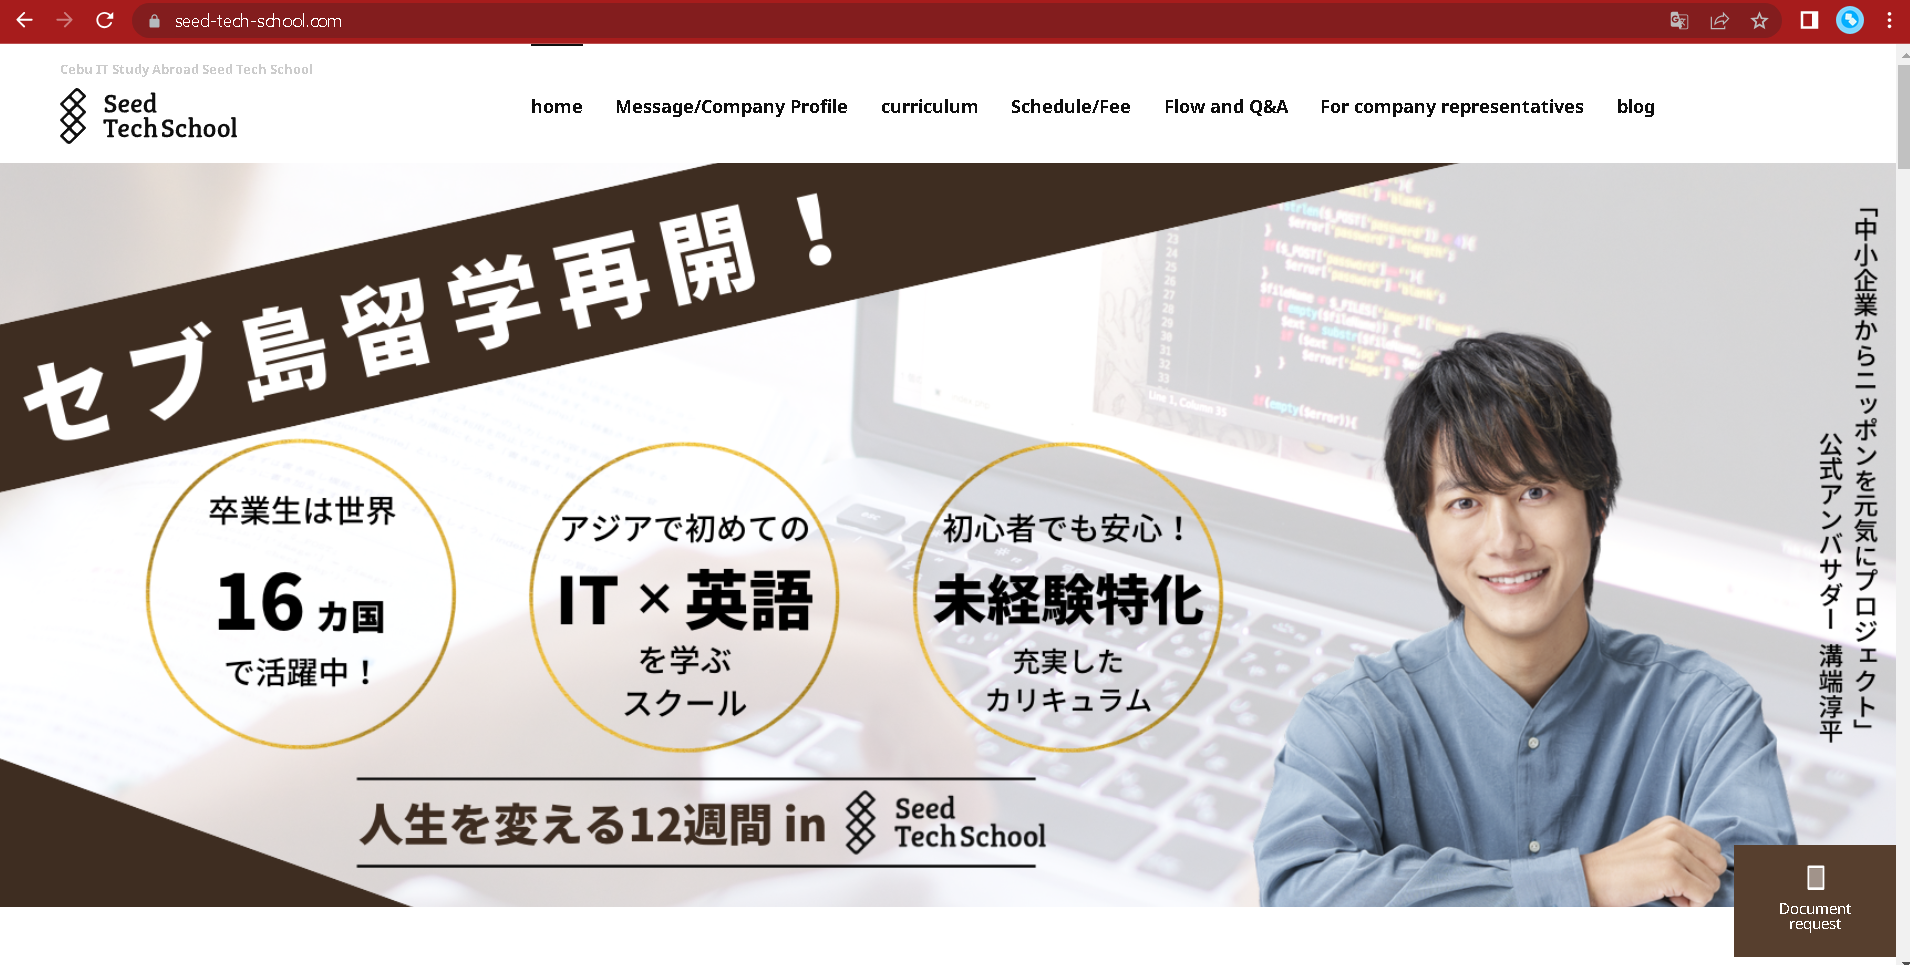 seed-tech-school.com
Cebu IT Study Abroad Seed Tech School
Seed
Tech School
home
Message/Company Profile
curriculum
Schedule/Fee
Flow and Q&A
For company representatives
blog
セブ島留学再開！
卒業生は世界
16カ国
で活躍中！
アジアで初めての
IT×英語
を学ぶ
スクール
初心者でも安心！
未経験特化
充実した
カリキュラム
「中小企業からニッポンを元気にプロジェクト」
公式アンバサダー 溝端淳平
人生を変える12週間 in
Seed
Tech School
Document
request